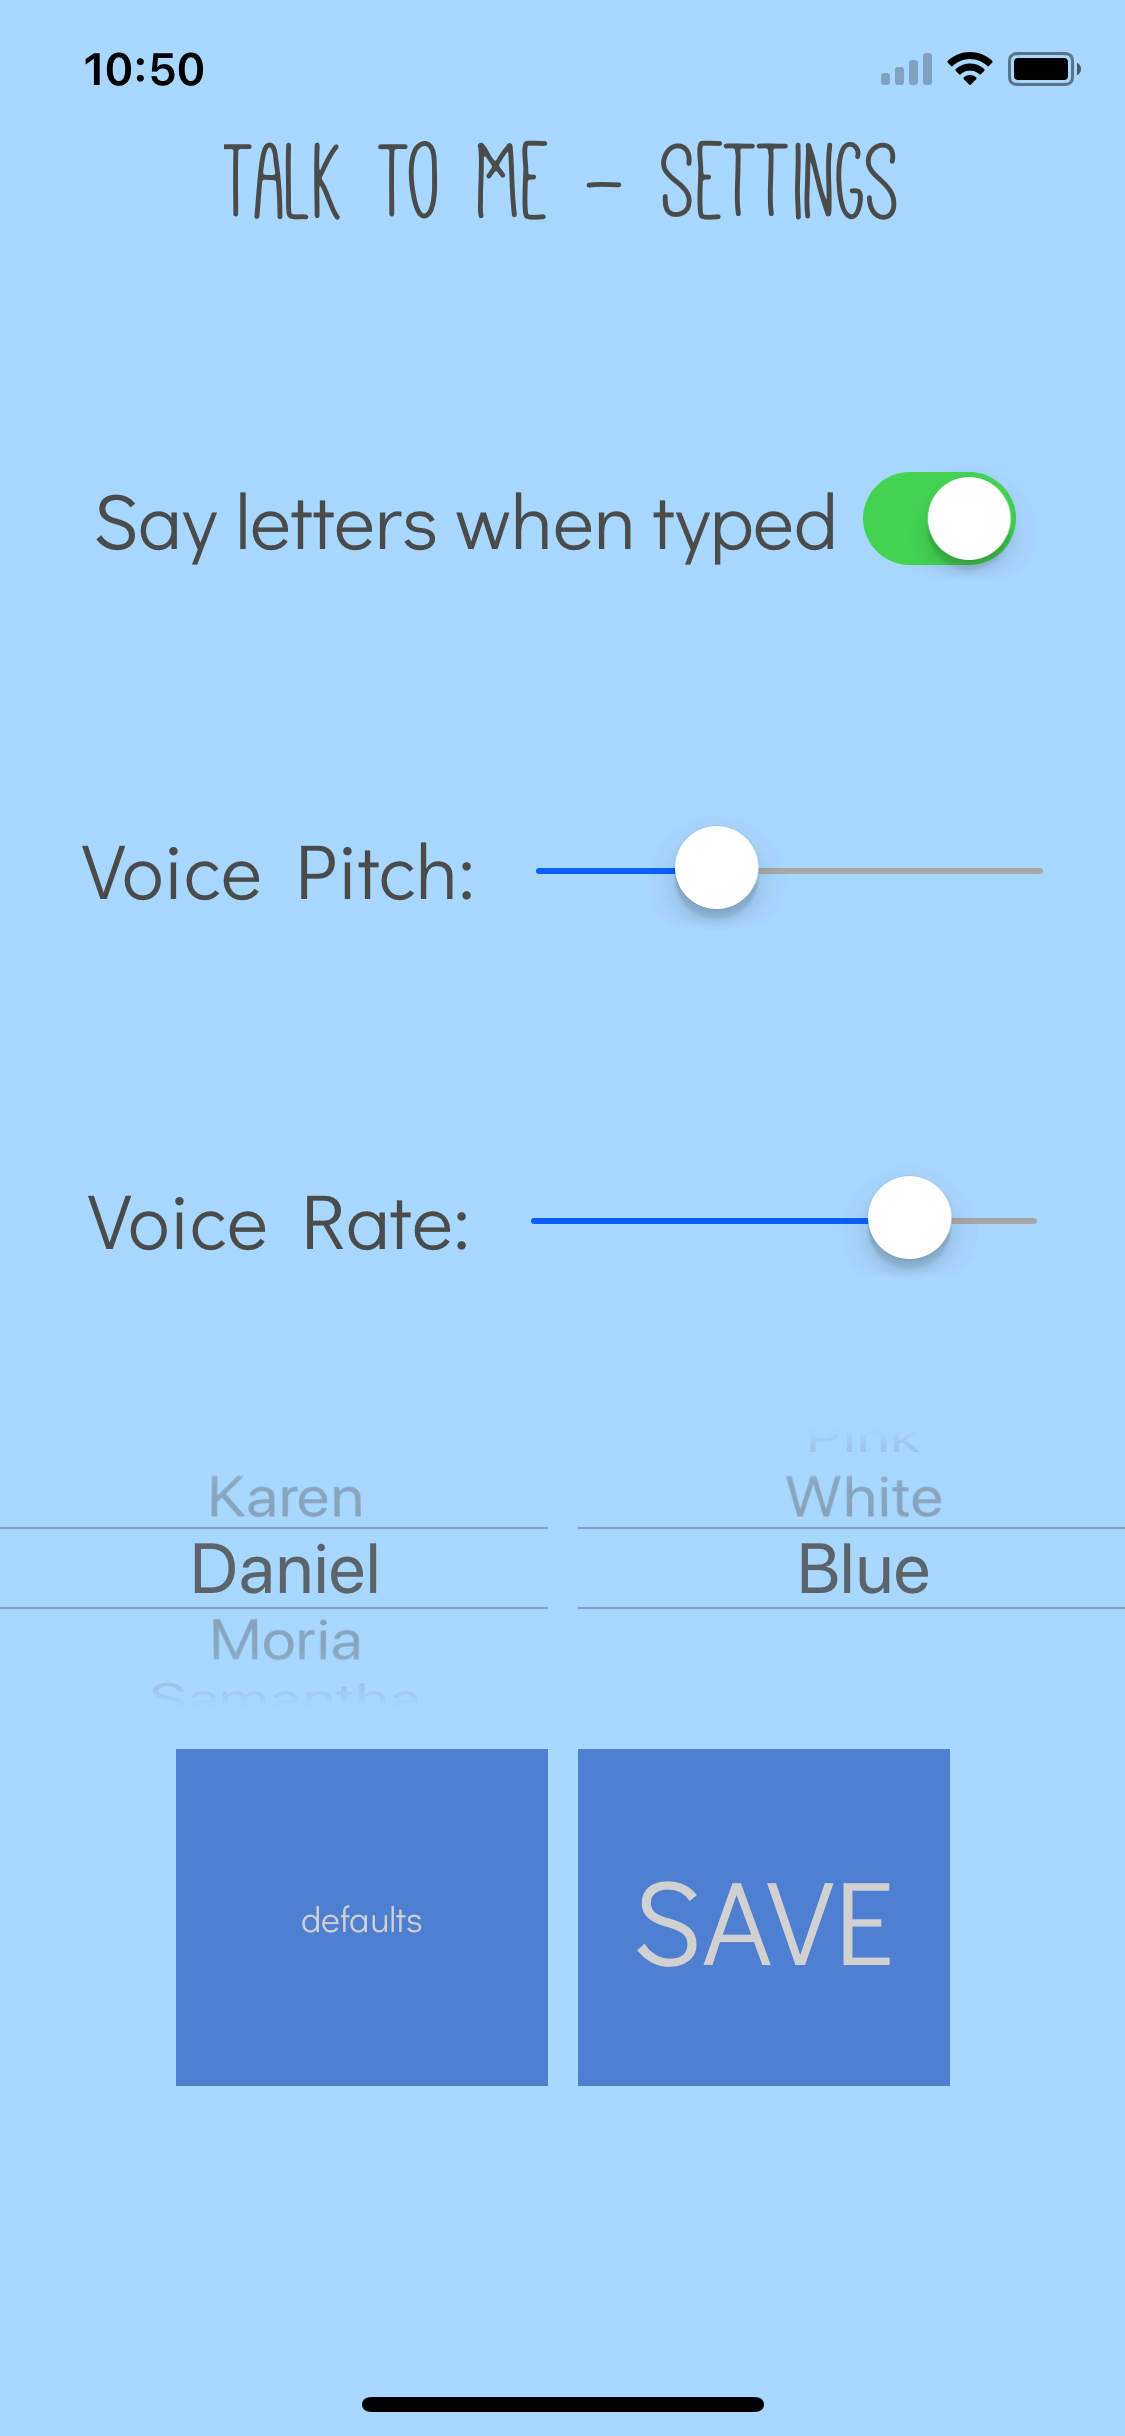 10:50
TALK TO ME - SETTINGS
Say letters when typed
Voice Pitch:
Voice Rate:
Pink
Karen White
Daniel Blue
Moria
Samantha
defaults SAVE